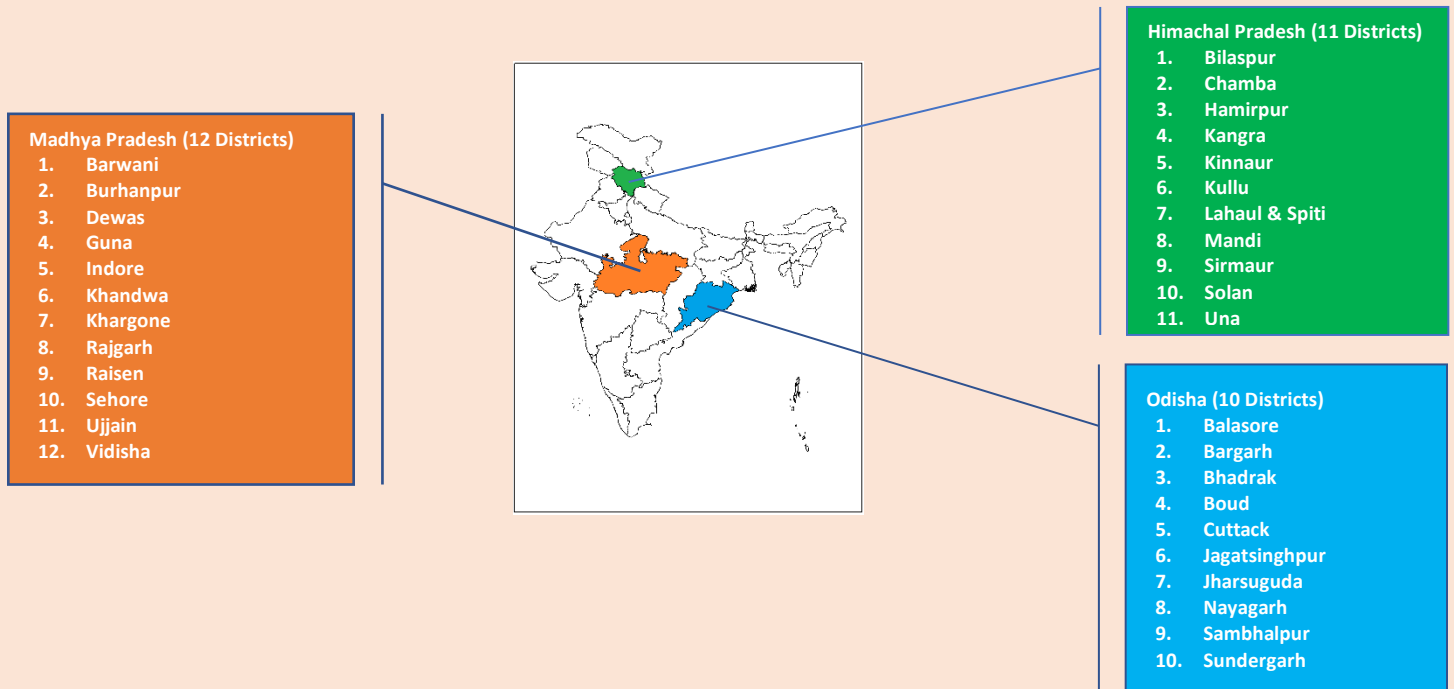 Madhya Pradesh (12 Districts)
1. Barwani
2. Burhanpur
3. Dewas
4. Guna
5. Indore
6. Khandwa
7. Khargone
8. Rajgarh
9. Raisen
10. Sehore
11. Ujjain
12. Vidisha
Himachal Pradesh (11 Districts)
1. Bilaspur
2. Chamba
3. Hamirpur
4. Kangra
5. Kinnaur
6. Kullu
7. Lahaul & Spiti
8. Mandi
9. Sirmaur
10. Solan
11. Una
Odisha (10 Districts)
1. Balasore
2. Bargarh
3. Bhadrak
4. Boud
5. Cuttack
6. Jagatsinghpur
7. Jharsuguda
8. Nayagarh
9. Sambhalpur
10. Sundergarh